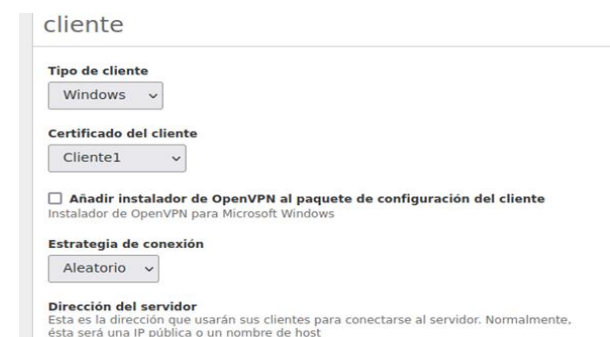 cliente
Tipo de cliente
Windows
Certificado del cliente
Cliente1
Añadir instalador de OpenVPN al paquete de configuración del cliente
Instalador de OpenVPN para Microsoft Windows
Estrategia de conexión
Aleatorio
Dirección del servidor
Esta es la dirección que usarán sus clientes para conectarse al servidor. Normalmente,
ésta será una IP pública o un nombre de host